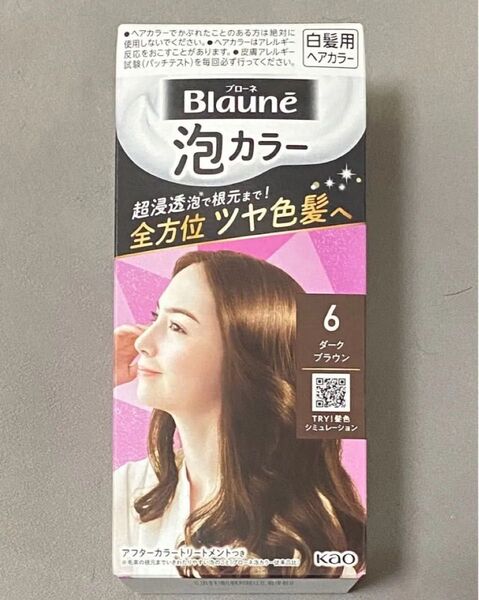 ●ヘアカラーでかぶれたことのある方は絶対に
使用しないでください。●ヘアカラーはアレルギー
反応をおこすことがあります。●皮膚アレルギー
試験(パッチテスト)を毎回必ず行ってください。
白髪用
ヘアカラー
ブローネ
Blaunē
泡カラー
超浸透泡で根元まで!
全方位 ツヤ色髪へ
6
ダーク
ブラウン
TRY!髪色
シミュレーション
アフターカラートリートメントつき
Kao